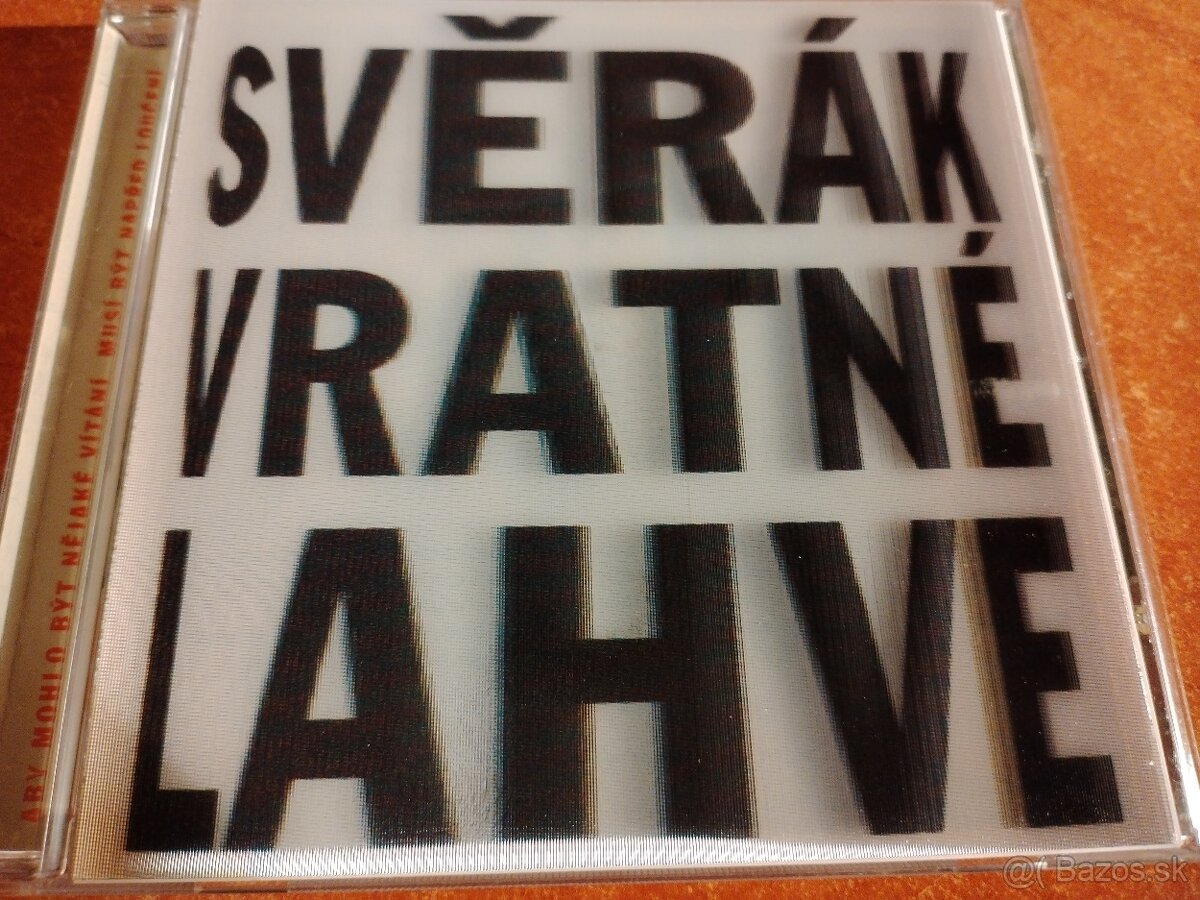 SVĚRÁK
VRATNÉ
LAHVE
ABY MOHLO BÝT NĚJAKÉ VÍTÁNÍ MUSÍ BÝT NAPŘED LOUČENÍ
@( Bazos.sk